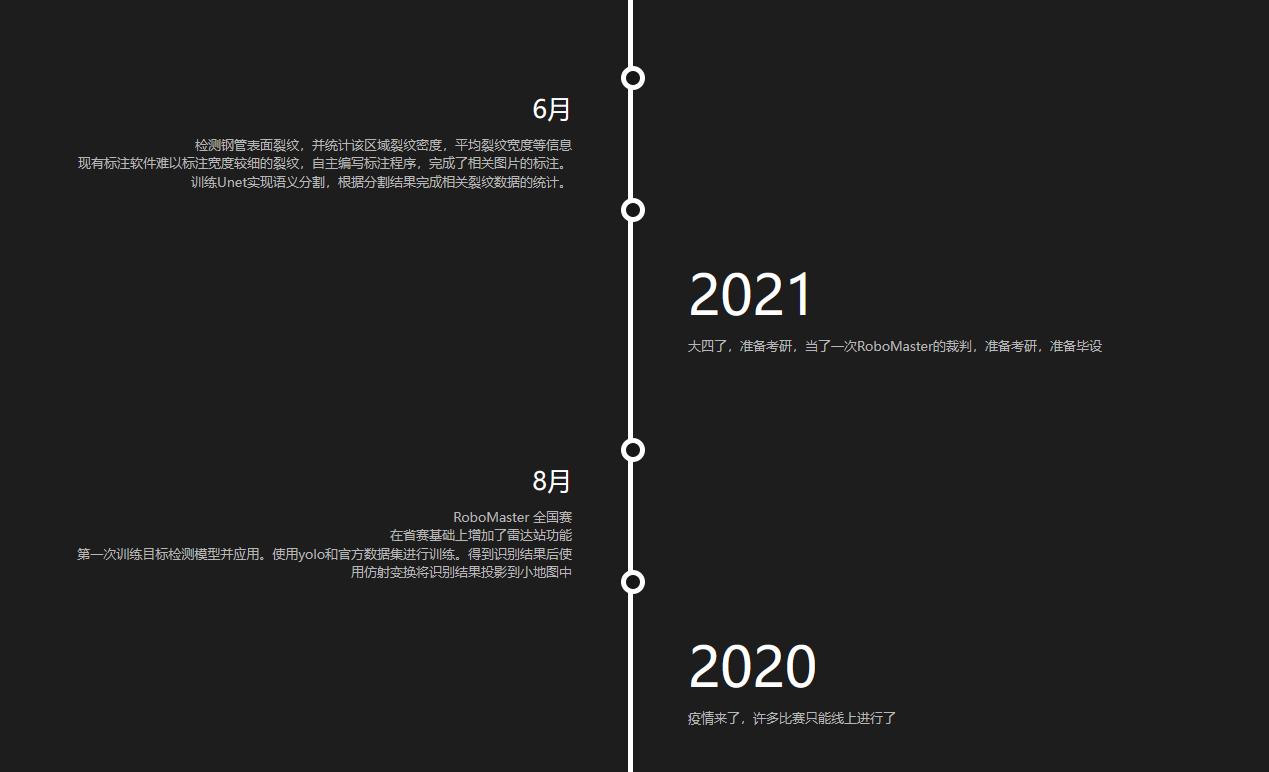 6月
检测钢管表面裂纹，并统计该区域裂纹密度，平均裂纹宽度等信息
现有标注软件难以标注宽度较细的裂纹，自主编写标注程序，完成了相关图片的标注。
训练Unet实现语义分割，根据分割结果完成相关裂纹数据的统计。
2021
大四了，准备考研，当了一次RoboMaster的裁判，准备考研，准备毕设
8月
RoboMaster 全国赛
在省赛基础上增加了雷达站功能
第一次训练目标检测模型并应用。使用yolo和官方数据集进行训练。得到识别结果后使
用仿射变换将识别结果投影到小地图中
2020
疫情来了，许多比赛只能线上进行了